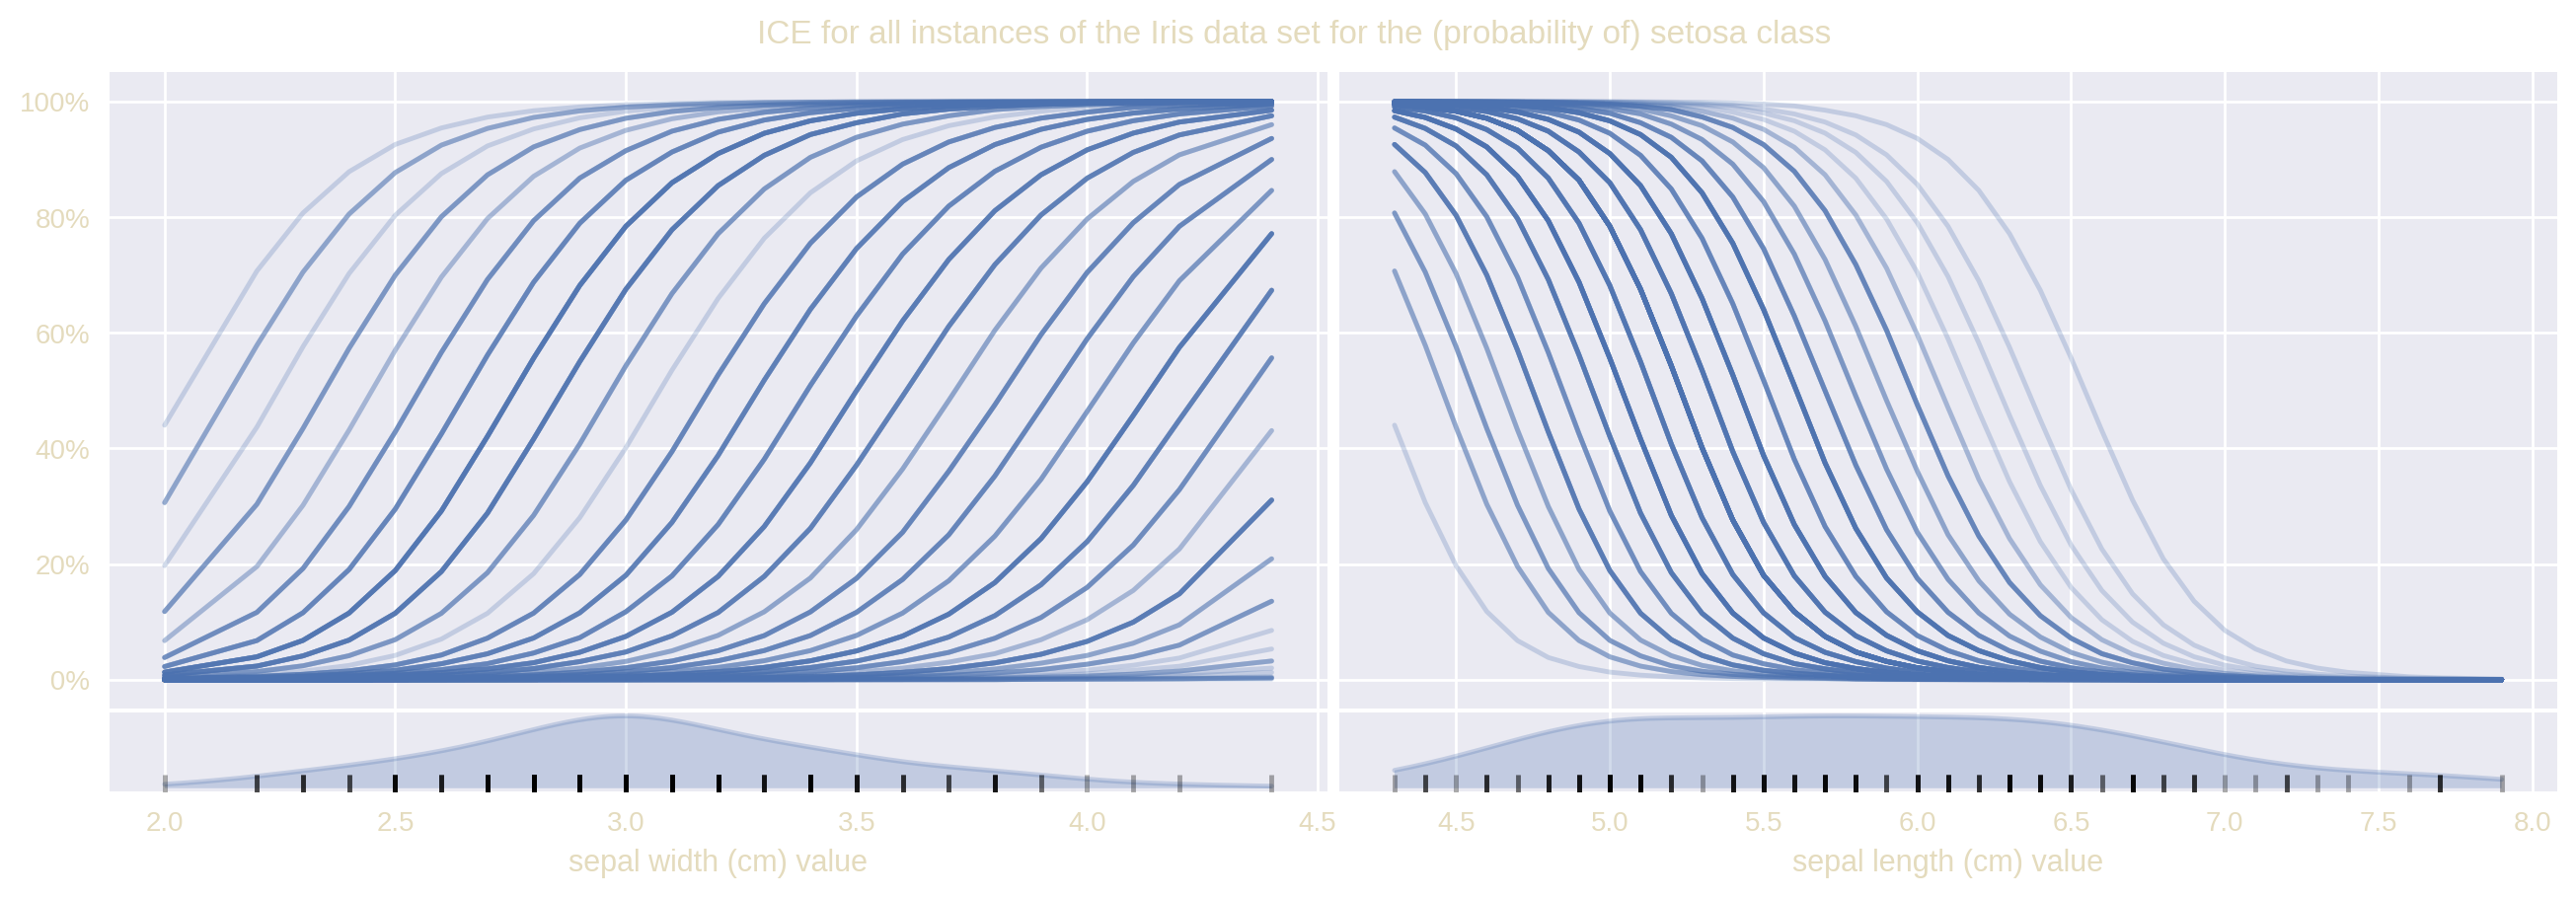 ICE for all instances of the Iris data set for the (probability of) setosa class
100%
80%
60%
40%
20%
0%
2.0 2.5 3.0 3.5 4.0 4.5 4.5 5.0 5.5 6.0 6.5 7.0 7.5 8.0
sepal width (cm) value sepal length (cm) value